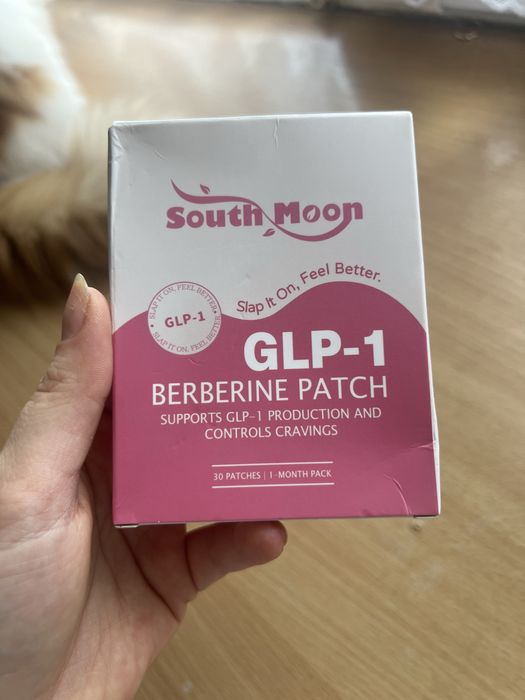 South Moon
Slap It On, Feel Better.
• SLAP IT ON, FEEL BETTER •
GLP-1
SLAP IT ON, FEEL BETTER
GLP-1
BERBERINE PATCH
SUPPORTS GLP-1 PRODUCTION AND
CONTROLS CRAVINGS
30 PATCHES | 1-MONTH PACK